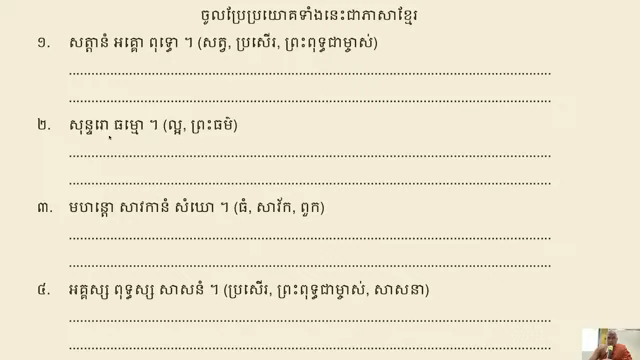 ចូលប្រែប្រយោគទាំងនេះជាភាសាខ្មែរ
១. សត្តានំ អគ្គោ ពុទ្ធោ ។ (សត្វ, ប្រសើរ, ព្រះពុទ្ធជាម្ចាស់)
................................................................................................................
................................................................................................................
២. សុន្ទរោ ធម្មោ ។ (ល្អ, ព្រះធម៌)
................................................................................................................
................................................................................................................
៣. មហន្តោ សាវកានំ សំឃោ ។ (ធំ, សាវ័ក, ពួក)
................................................................................................................
................................................................................................................
៤. អគ្គស្ស ពុទ្ធស្ស សាសនំ ។ (ប្រសើរ, ព្រះពុទ្ធជាម្ចាស់, សាសនា)
................................................................................................................
................................................................................................................